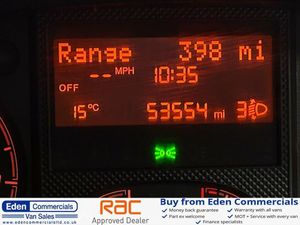 Range 398 mi
-- MPH 10:35
OFF
15°C 53554 mi 3
Eden Commercials
Van Sales
www.edencommercialsltd.co.uk
RAC
Approved Dealer
Buy from Eden Commercials
✓ Money back guarantee ✓ Warranty with all vans
✓ Part ex welcome ✓ MOT + Service with every van
✓ Finance specialists